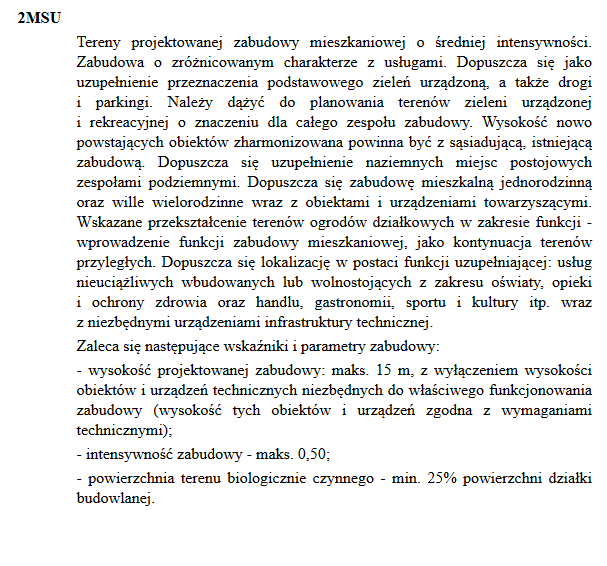 2MSU
Tereny projektowanej zabudowy mieszkaniowej o średniej intensywności.
Zabudowa o zróżnicowanym charakterze z usługami. Dopuszcza się jako
uzupełnienie przeznaczenia podstawowego zieleń urządzoną, a także drogi
i parkingi. Należy dążyć do planowania terenów zieleni urządzonej
i rekreacyjnej o znaczeniu dla całego zespołu zabudowy. Wysokość nowo
powstających obiektów zharmonizowana powinna być z sąsiadującą, istniejącą
zabudową. Dopuszcza się uzupełnienie naziemnych miejsc postojowych
zespołami podziemnymi. Dopuszcza się zabudowę mieszkalną jednorodzinną
oraz wille wielorodzinne wraz z obiektami i urządzeniami towarzyszącymi.
Wskazane przekształcenie terenów ogrodów działkowych w zakresie funkcji -
wprowadzenie funkcji zabudowy mieszkaniowej, jako kontynuacja terenów
przyległych. Dopuszcza się lokalizację w postaci funkcji uzupełniającej: usług
nieuciążliwych wbudowanych lub wolnostojących z zakresu oświaty, opieki
i ochrony zdrowia oraz handlu, gastronomii, sportu i kultury itp. wraz
z niezbędnymi urządzeniami infrastruktury technicznej.
Zaleca się następujące wskaźniki i parametry zabudowy:
- wysokość projektowanej zabudowy: maks. 15 m, z wyłączeniem wysokości
obiektów i urządzeń technicznych niezbędnych do właściwego funkcjonowania
zabudowy (wysokość tych obiektów i urządzeń zgodna z wymaganiami
technicznymi);
- intensywność zabudowy - maks. 0,50;
- powierzchnia terenu biologicznie czynnego - min. 25% powierzchni działki
budowlanej.